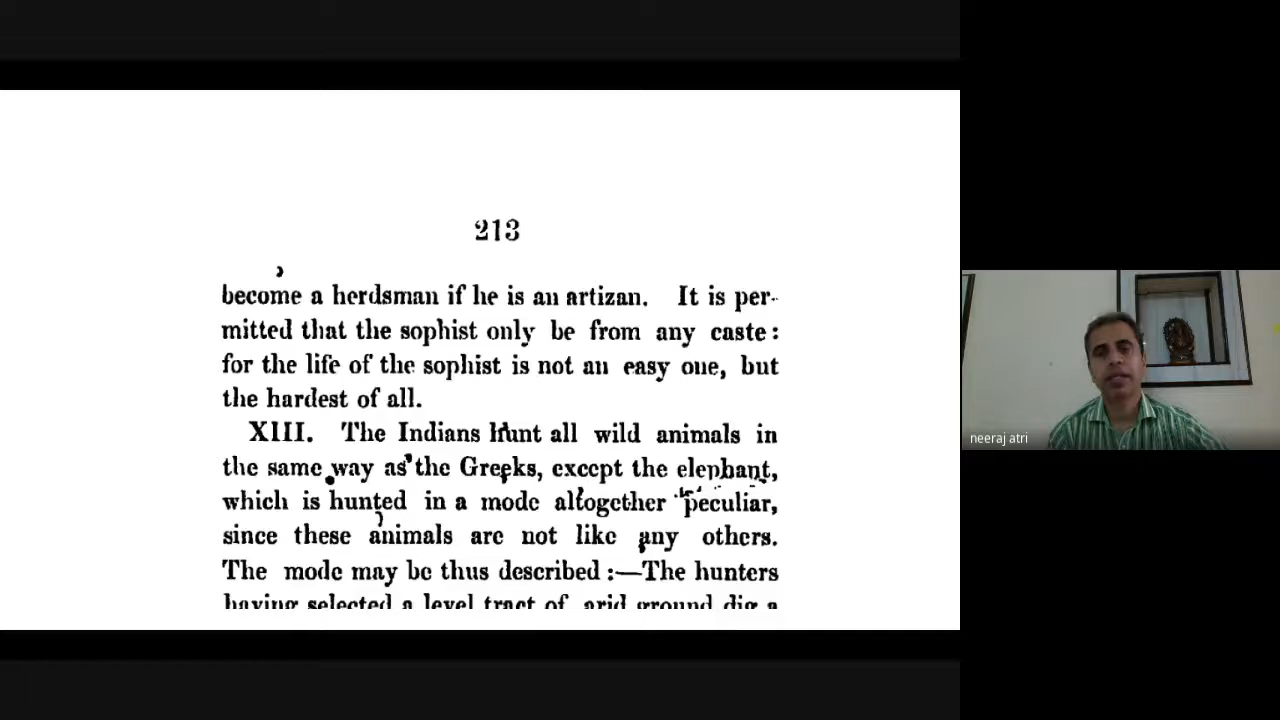 213
become a herdsman if he is an artizan. It is per-
mitted that the sophist only be from any caste:
for the life of the sophist is not an easy one, but
the hardest of all.
XIII. The Indians hunt all wild animals in
the same way as the Greeks, except the elephant,
which is hunted in a mode altogether peculiar,
since these animals are not like any others.
The mode may be thus described :—The hunters
having selected a level tract of arid ground dig a
neeraj atri